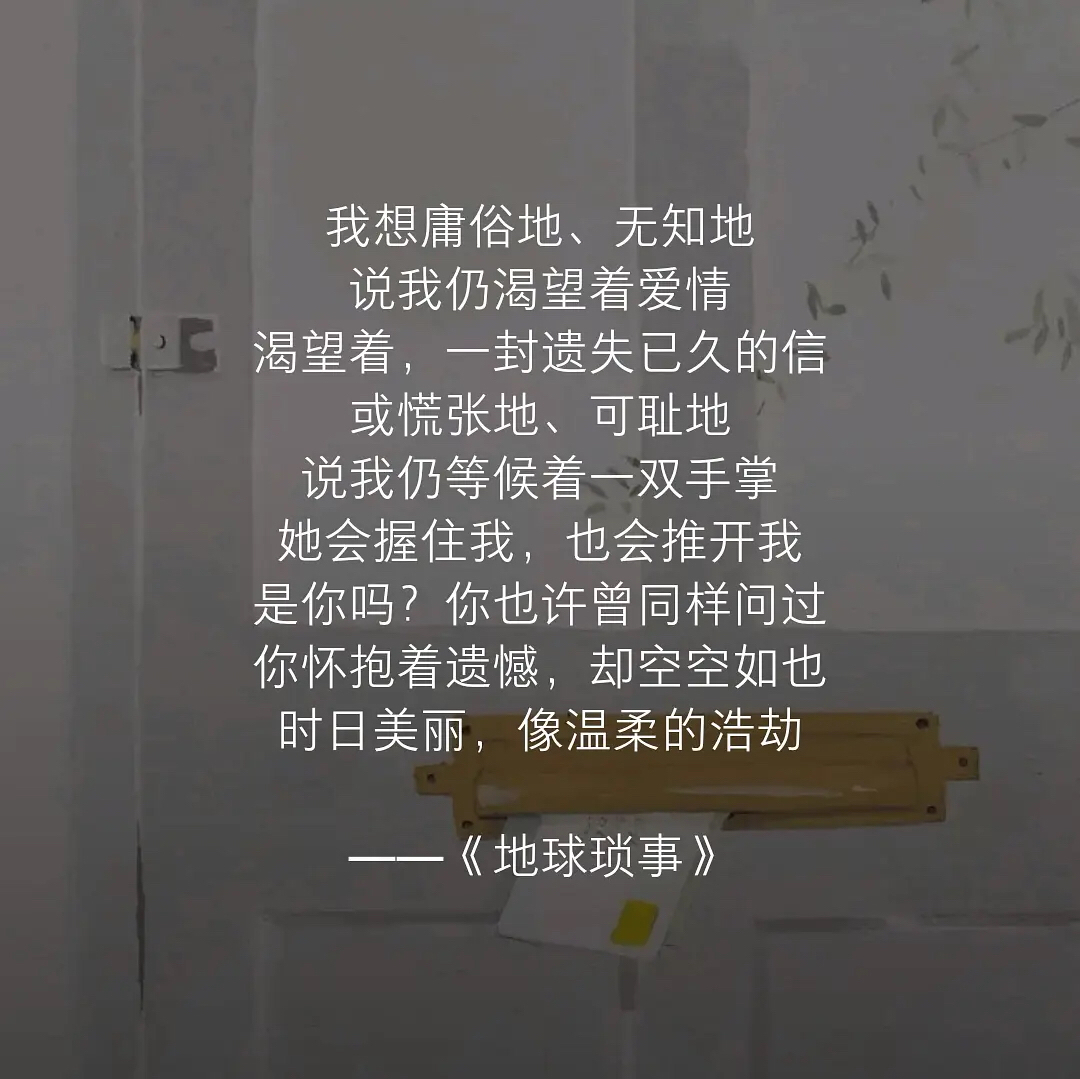 我想庸俗地、无知地
说我仍渴望着爱情
渴望着，一封遗失已久的信
或慌张地、可耻地
说我仍等候着一双手掌
她会握住我，也会推开我
是你吗？你也许曾同样问过
你怀抱着遗憾，却空空如也
时日美丽，像温柔的浩劫
——《地球琐事》